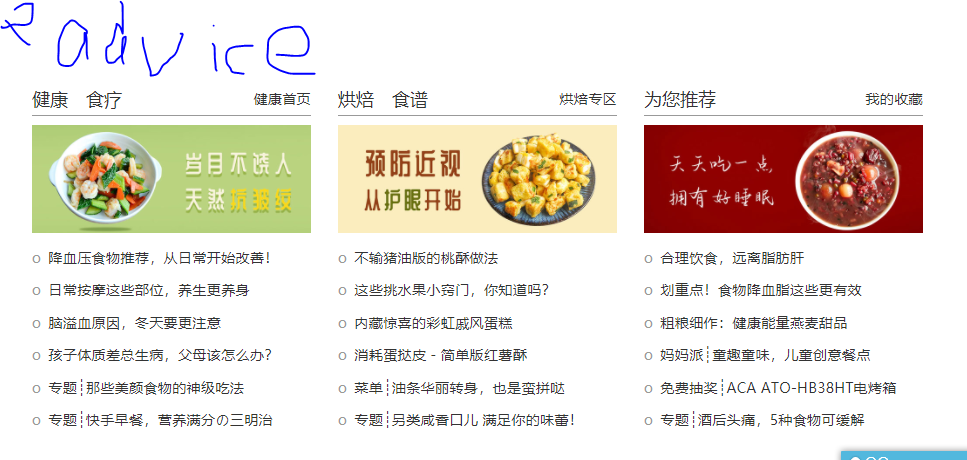 advice
健康 食疗 健康首页
岁月不饶人
天然抗皱纹
降血压食物推荐，从日常开始改善！
日常按摩这些部位，养生更养身
脑溢血原因，冬天要更注意
孩子体质差总生病，父母该怎么办？
专题┆那些美颜食物的神级吃法
专题┆快手早餐，营养满分の三明治
烘焙 食谱 烘焙专区
预防近视
从护眼开始
不输猪油版的桃酥做法
这些挑水果小窍门，你知道吗？
内藏惊喜的彩虹戚风蛋糕
消耗蛋挞皮 - 简单版红薯酥
菜单┆油条华丽转身，也是蛮拼哒
专题┆另类咸香口儿 满足你的味蕾！
为您推荐 我的收藏
天天吃一点
拥有好睡眠
合理饮食，远离脂肪肝
划重点！食物降血脂这些更有效
粗粮细作：健康能量燕麦甜品
妈妈派┆童趣童味，儿童创意餐点
免费抽奖┆ACA ATO-HB38HT电烤箱
专题┆酒后头痛，5种食物可缓解